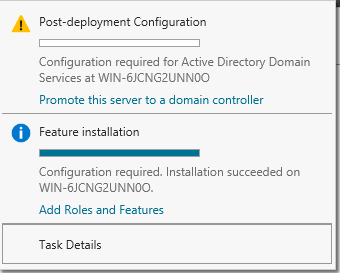 Post-deployment Configuration
Configuration required for Active Directory Domain
Services at WIN-6JCNG2UNN0O
Promote this server to a domain controller
Feature installation
Configuration required. Installation succeeded on
WIN-6JCNG2UNN0O.
Add Roles and Features
Task Details